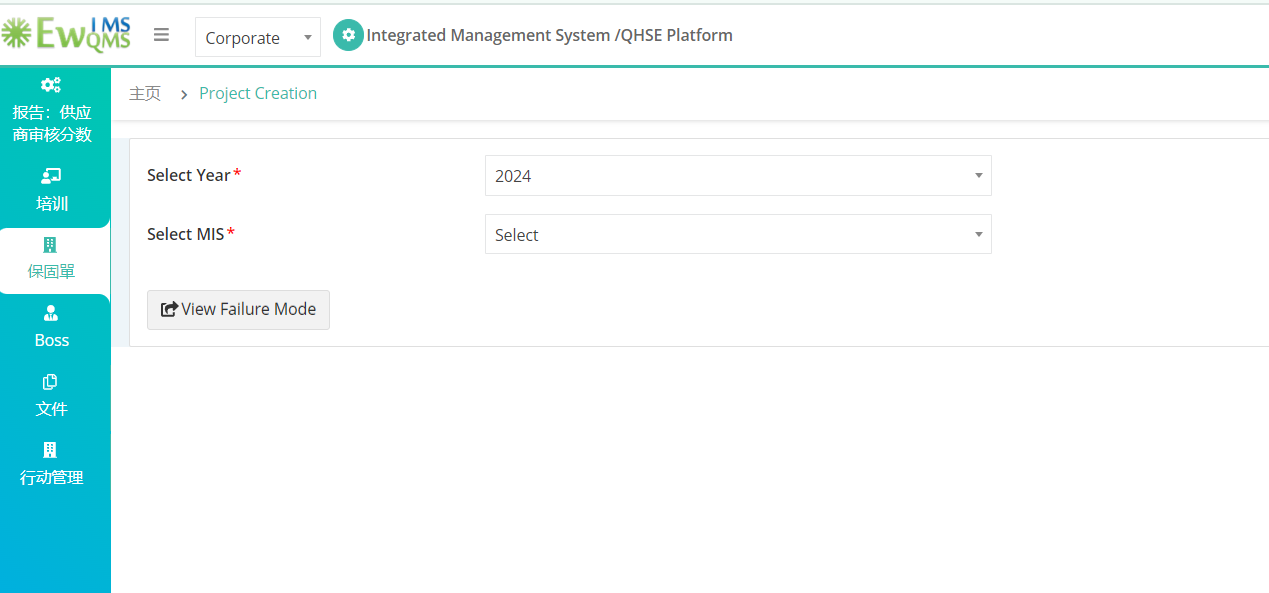 Ew IMS QMS
Corporate
Integrated Management System /QHSE Platform
报告：供应
商审核分数
培训
保固單
Boss
文件
行动管理
主页 > Project Creation
Select Year*
2024
Select MIS*
Select
View Failure Mode